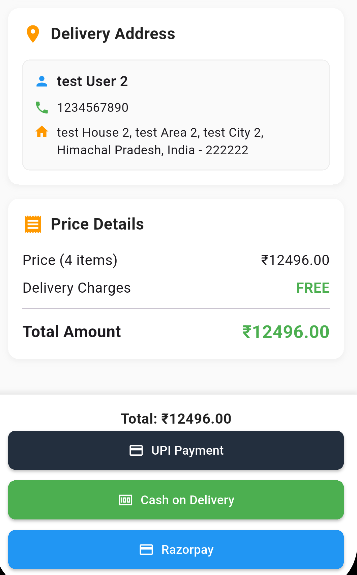 Delivery Address
test User 2
1234567890
test House 2, test Area 2, test City 2,
Himachal Pradesh, India - 222222
Price Details
Price (4 items) ₹12496.00
Delivery Charges FREE
Total Amount ₹12496.00
Total: ₹12496.00
UPI Payment
Cash on Delivery
Razorpay